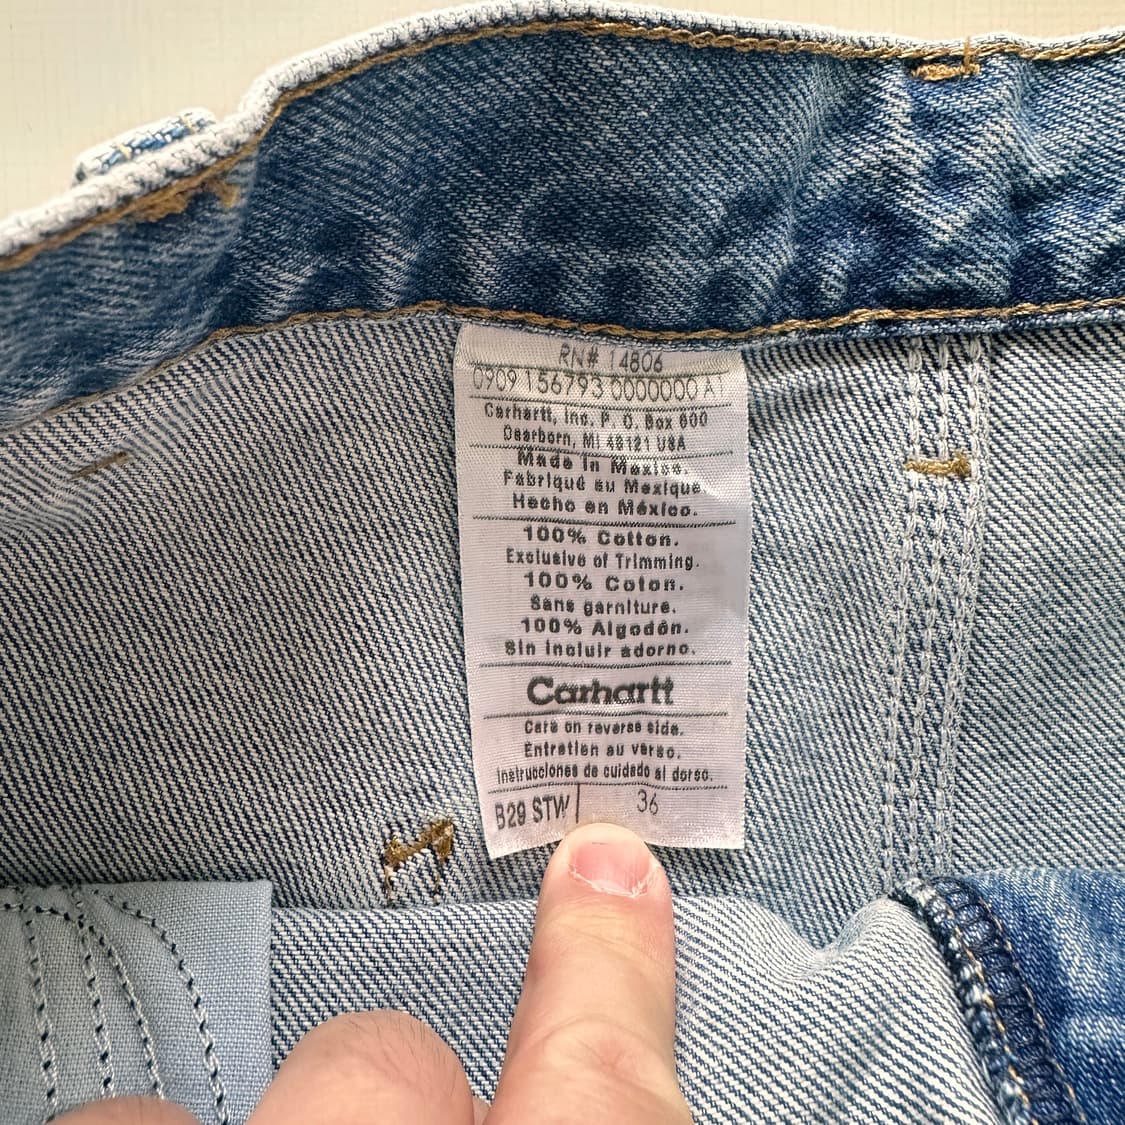 RN# 14806
0909 156793 0000000 A1
Carhartt, Inc. P. O. Box 600
Dearborn, MI 48121 USA
Made in Mexico.
Fabriqué au Mexique
Hecho en México.
100% Cotton.
Exclusive of Trimming.
100% Coton.
Sans garniture.
100% Algodón.
Sin incluir adorno.
Carhartt
Care on reverse side.
Entretien au verso.
Instrucciones de cuidado al dorso.
B29 STW 36